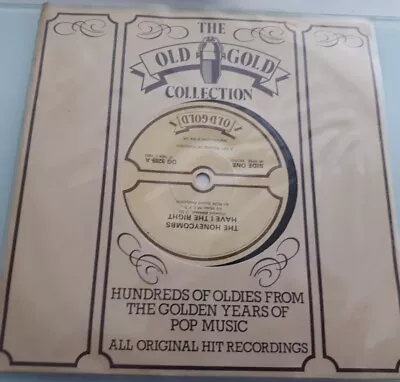 THE
OLD GOLD
COLLECTION
OLD GOLD
SIDE ONE
OG 9289 A
THE HONEYCOMBS
HAVE I THE RIGHT
HUNDREDS OF OLDIES FROM
THE GOLDEN YEARS OF
POP MUSIC
ALL ORIGINAL HIT RECORDINGS